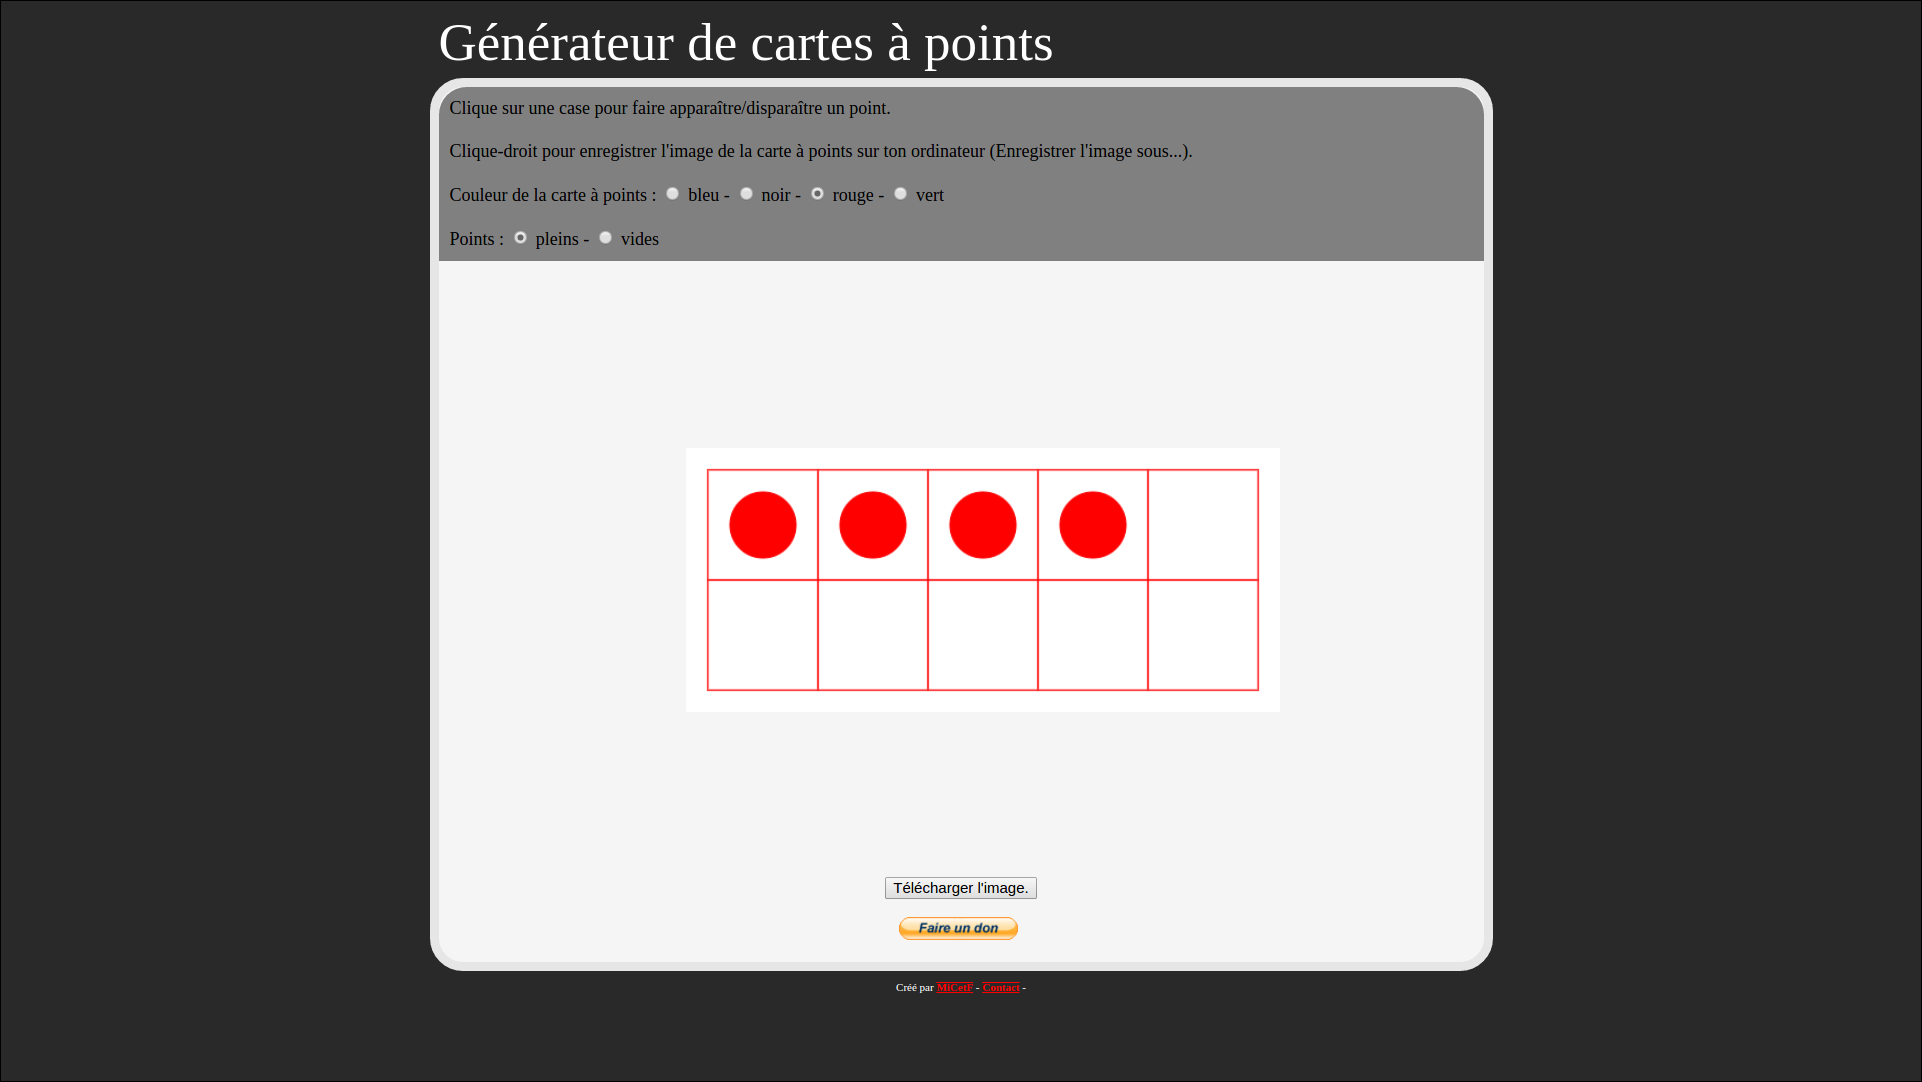 Générateur de cartes à points
Clique sur une case pour faire apparaître/disparaître un point.
Clique-droit pour enregistrer l'image de la carte à points sur ton ordinateur (Enregistrer l'image sous...).
Couleur de la carte à points : bleu - noir - rouge - vert
Points : pleins - vides
Télécharger l'image.
Faire un don
Créé par MiCetF - Contact -